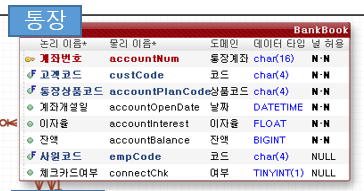 통장
BankBook
논리 이름* 물리 이름* 도메인 데이터 타입 널 허용
계좌번호 accountNum 통장계좌 char(16) N·N
고객코드 custCode 코드 char(4) N·N
통장상품코드 accountPlanCode 상품코드 char(4) N·N
계좌개설일 accountOpenDate 날짜 DATETIME N·N
이자율 accountInterest 이자율 FLOAT N·N
잔액 accountBalance 잔액 BIGINT N·N
사원코드 empCode 코드 char(4) NULL
체크카드여부 connectChk 여부 TINYINT(1) NULL